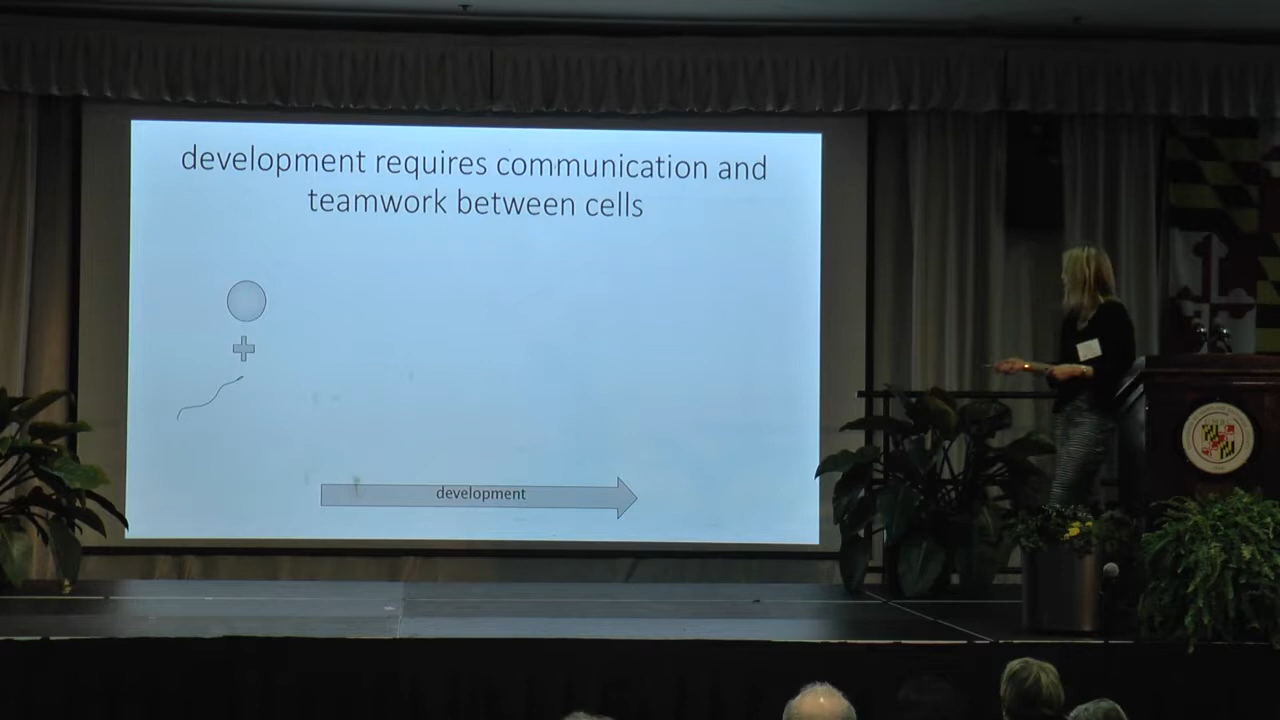 development requires communication and
teamwork between cells
development